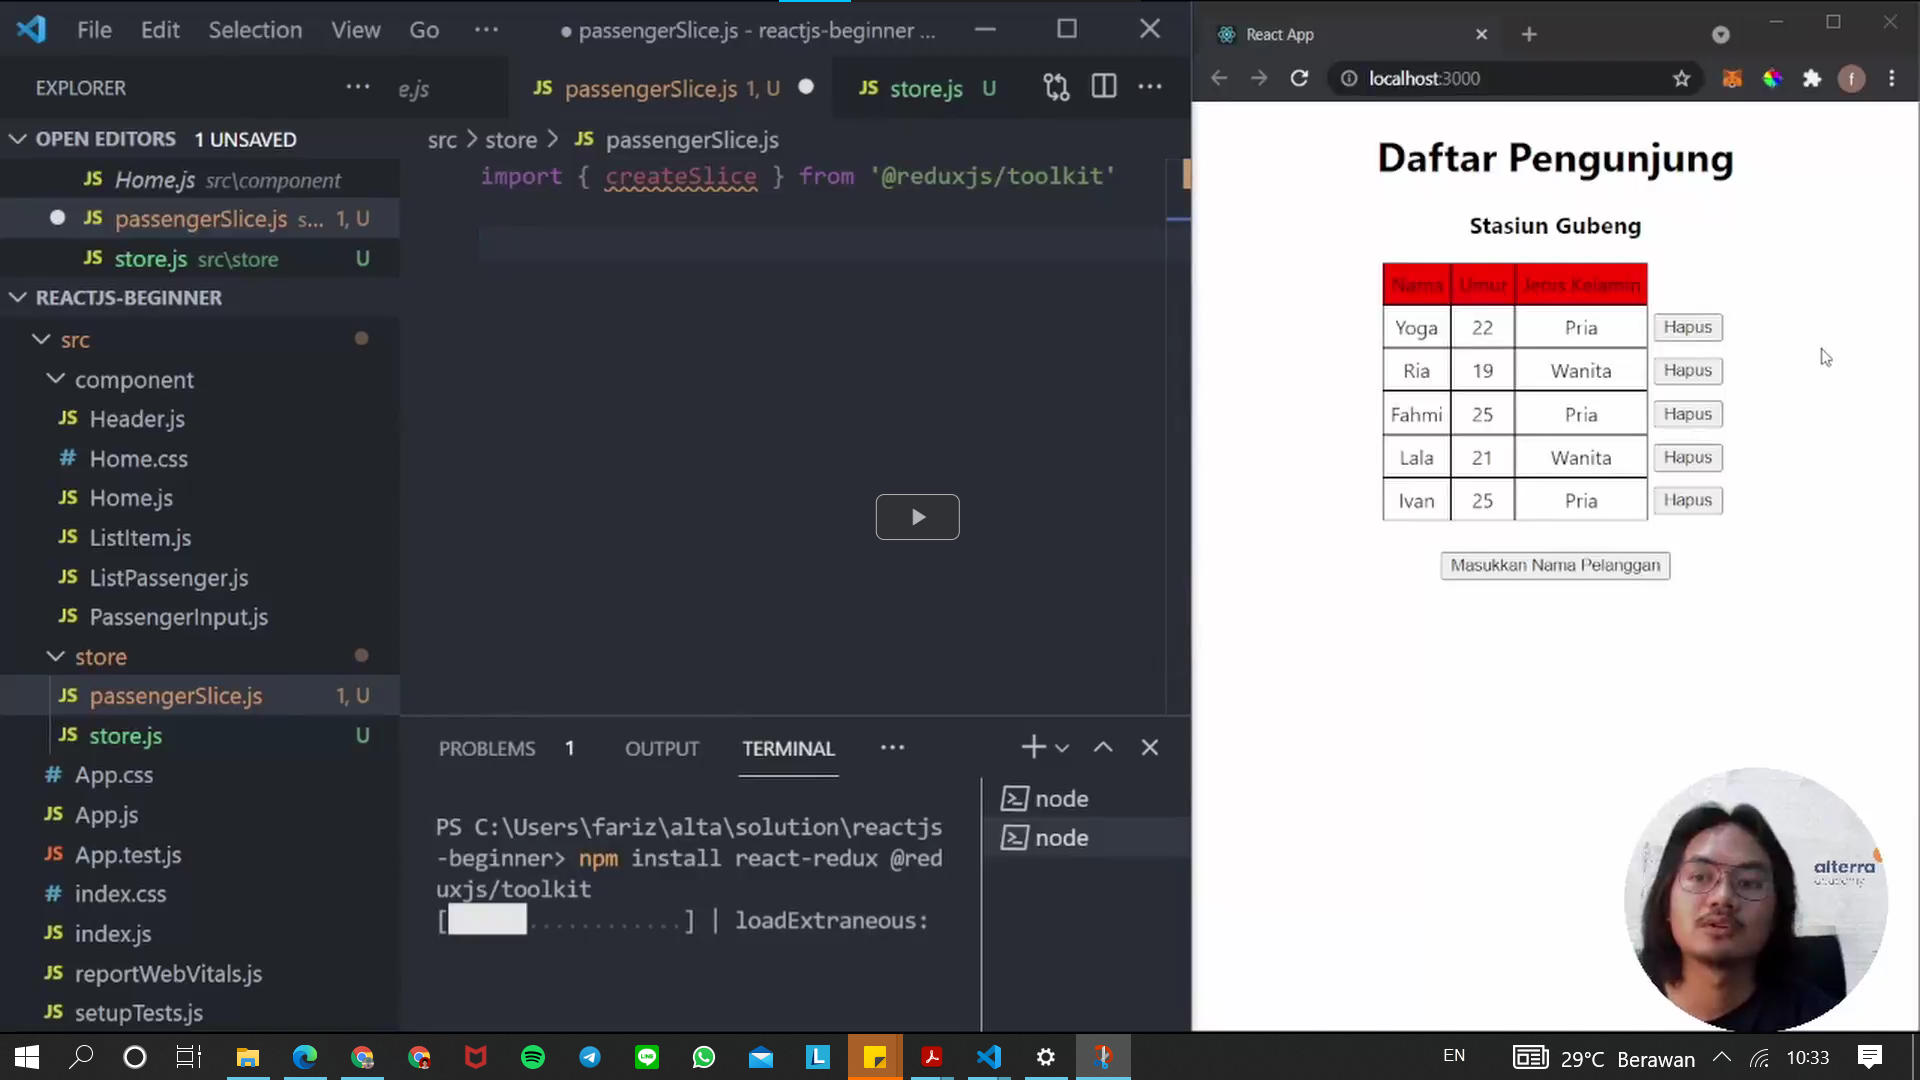 File Edit Selection View Go ··· ● passengerSlice.js - reactjs-beginner ...
EXPLORER ··· e.js JS passengerSlice.js 1, U ● JS store.js U ···
OPEN EDITORS 1 UNSAVED
JS Home.js src\component
JS passengerSlice.js s... 1, U
JS store.js src\store U
REACTJS-BEGINNER
src
component
JS Header.js
# Home.css
JS Home.js
JS ListItem.js
JS ListPassenger.js
JS PassengerInput.js
store
JS passengerSlice.js 1, U
JS store.js U
# App.css
JS App.js
JS App.test.js
# index.css
JS index.js
JS reportWebVitals.js
JS setupTests.js
src > store > JS passengerSlice.js
import { createSlice } from '@reduxjs/toolkit'
PROBLEMS 1 OUTPUT TERMINAL ···
PS C:\Users\fariz\alta\solution\reactjs
-beginner> npm install react-redux @red
uxjs/toolkit
[ ............] | loadExtraneous:
node
node
React App
localhost:3000
f
Daftar Pengunjung
Stasiun Gubeng
Nama Umur Jenis Kelamin
Yoga 22 Pria Hapus
Ria 19 Wanita Hapus
Fahmi 25 Pria Hapus
Lala 21 Wanita Hapus
Ivan 25 Pria Hapus
Masukkan Nama Pelanggan
alterra
academy
EN 29°C Berawan 10:33